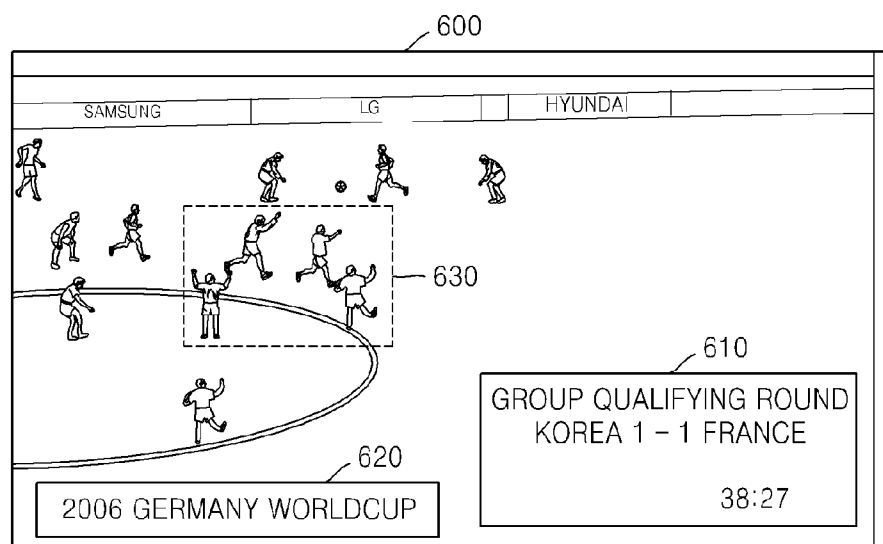 600
SAMSUNG LG HYUNDAI
630
610
GROUP QUALIFYING ROUND
KOREA 1 - 1 FRANCE
38:27
620
2006 GERMANY WORLDCUP